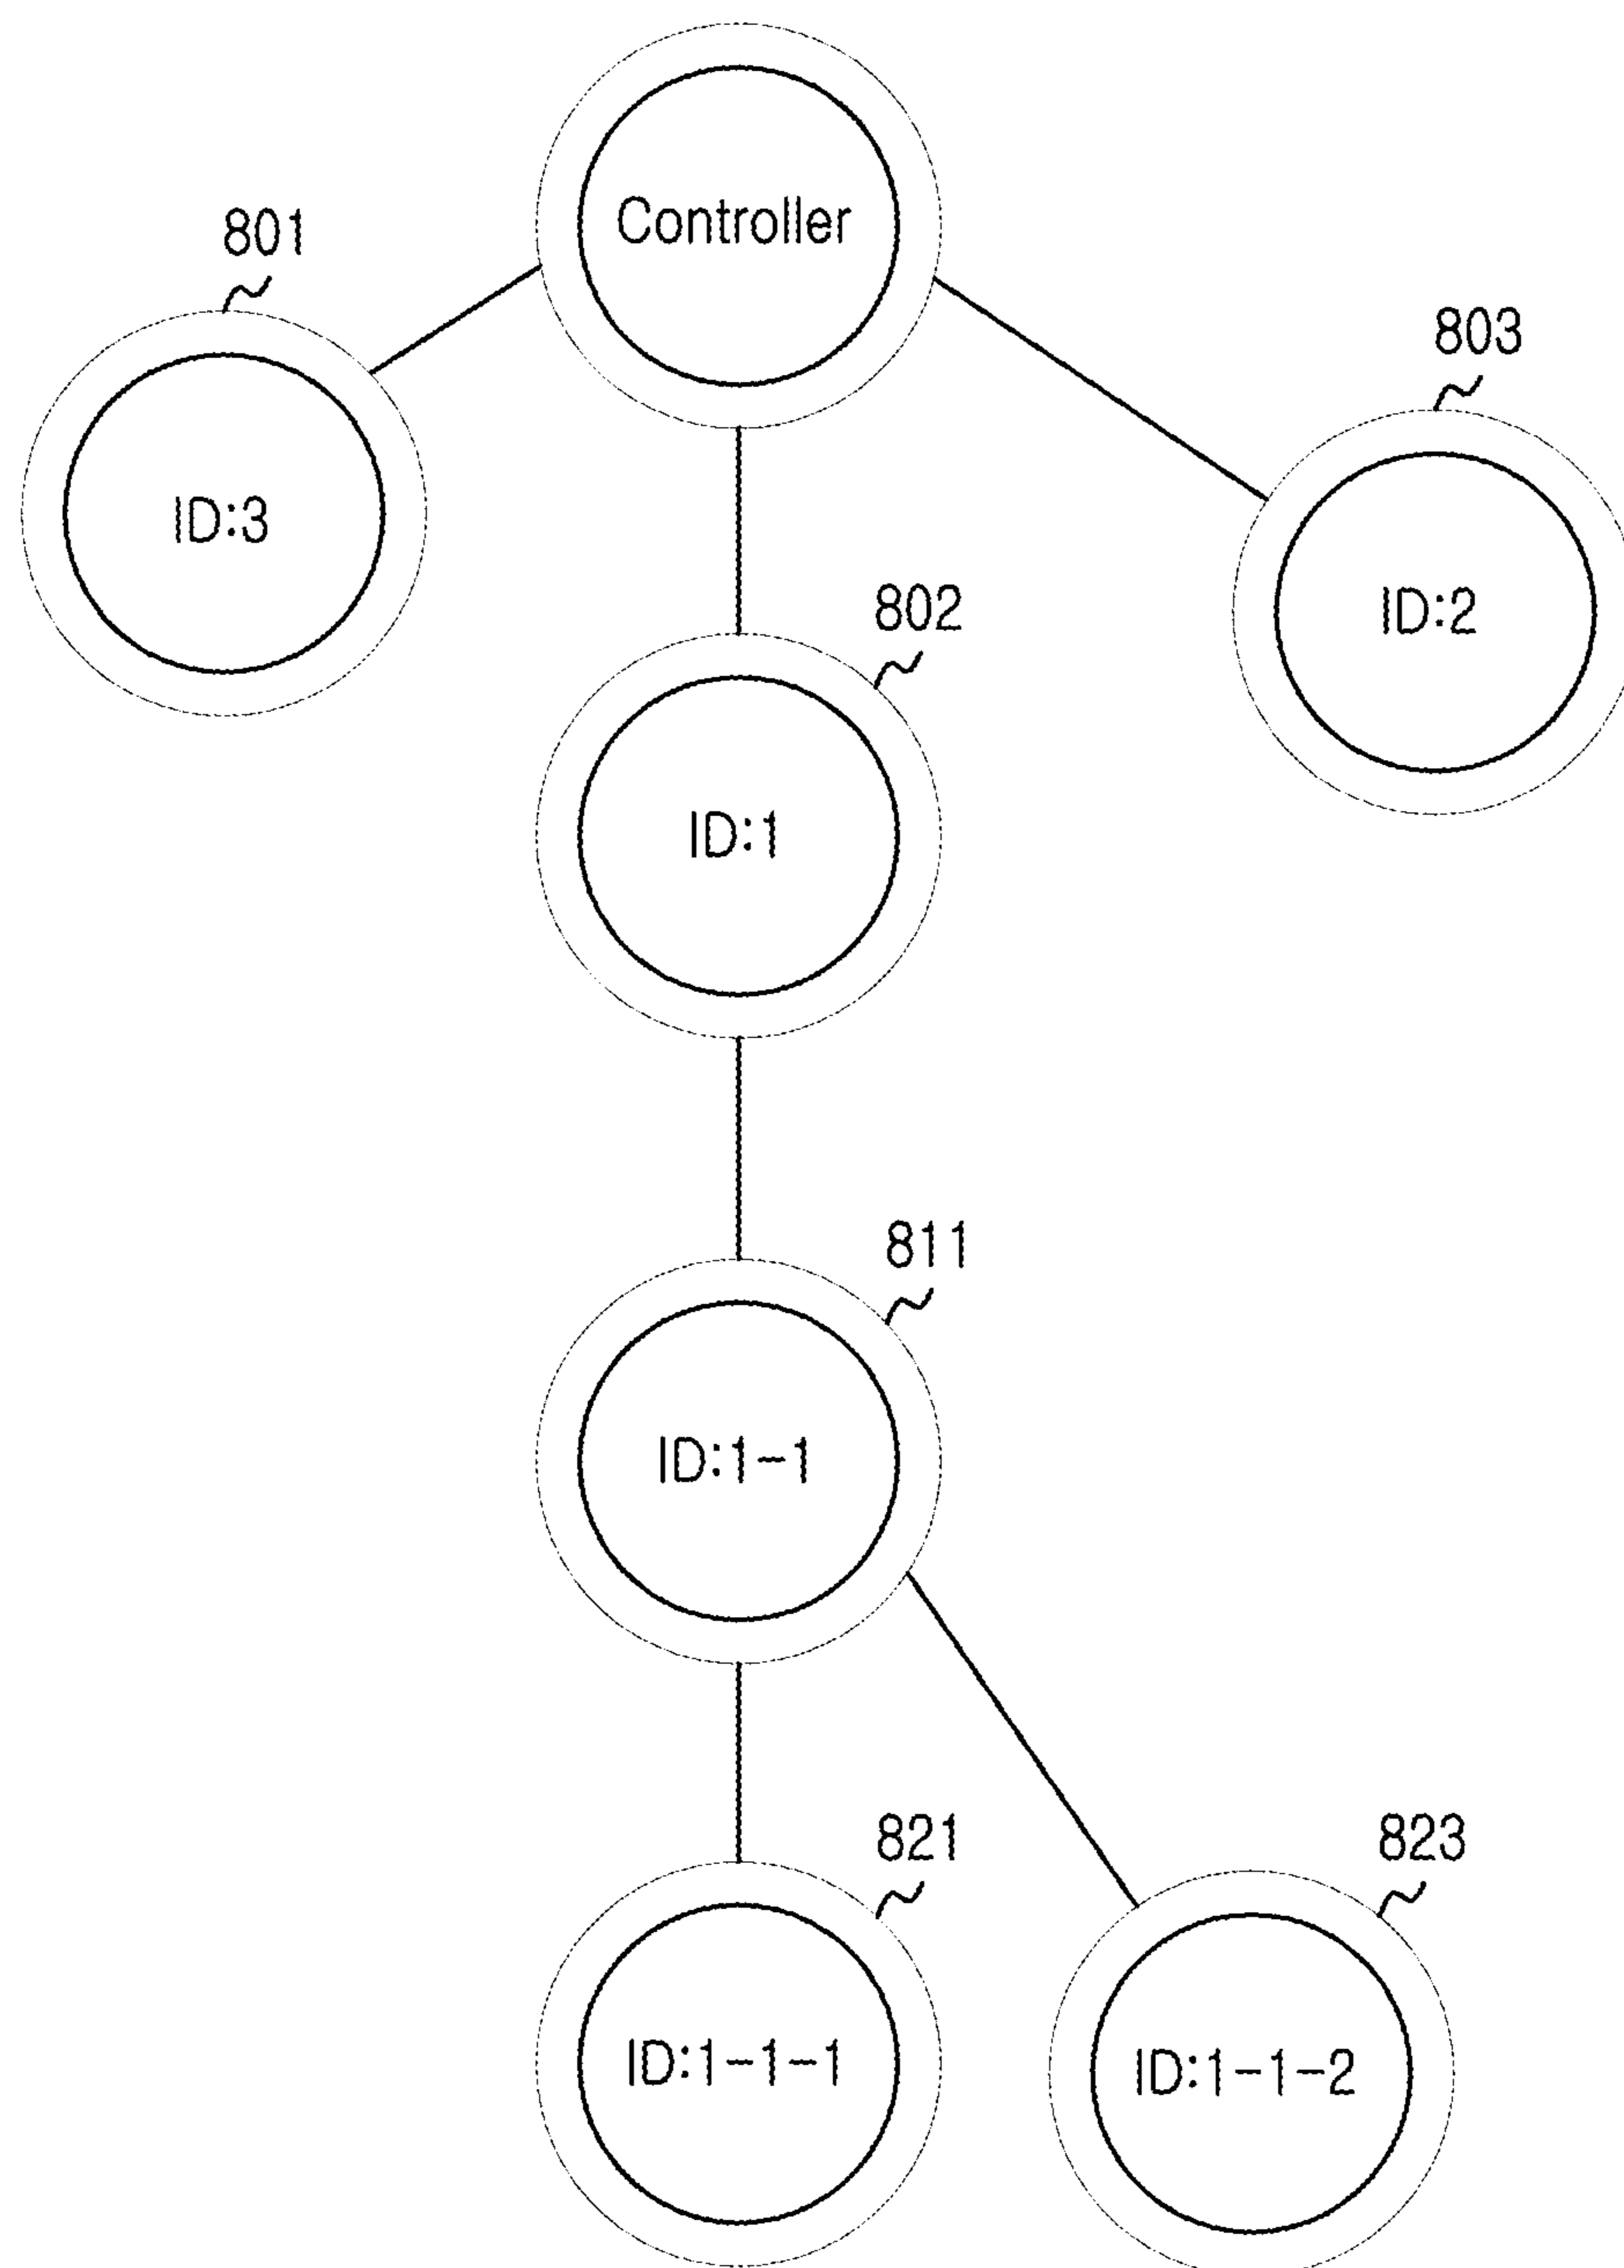 Controller
801
803
ID:3
802
ID:2
ID:1
811
ID:1-1
821
823
ID:1-1-1
ID:1-1-2